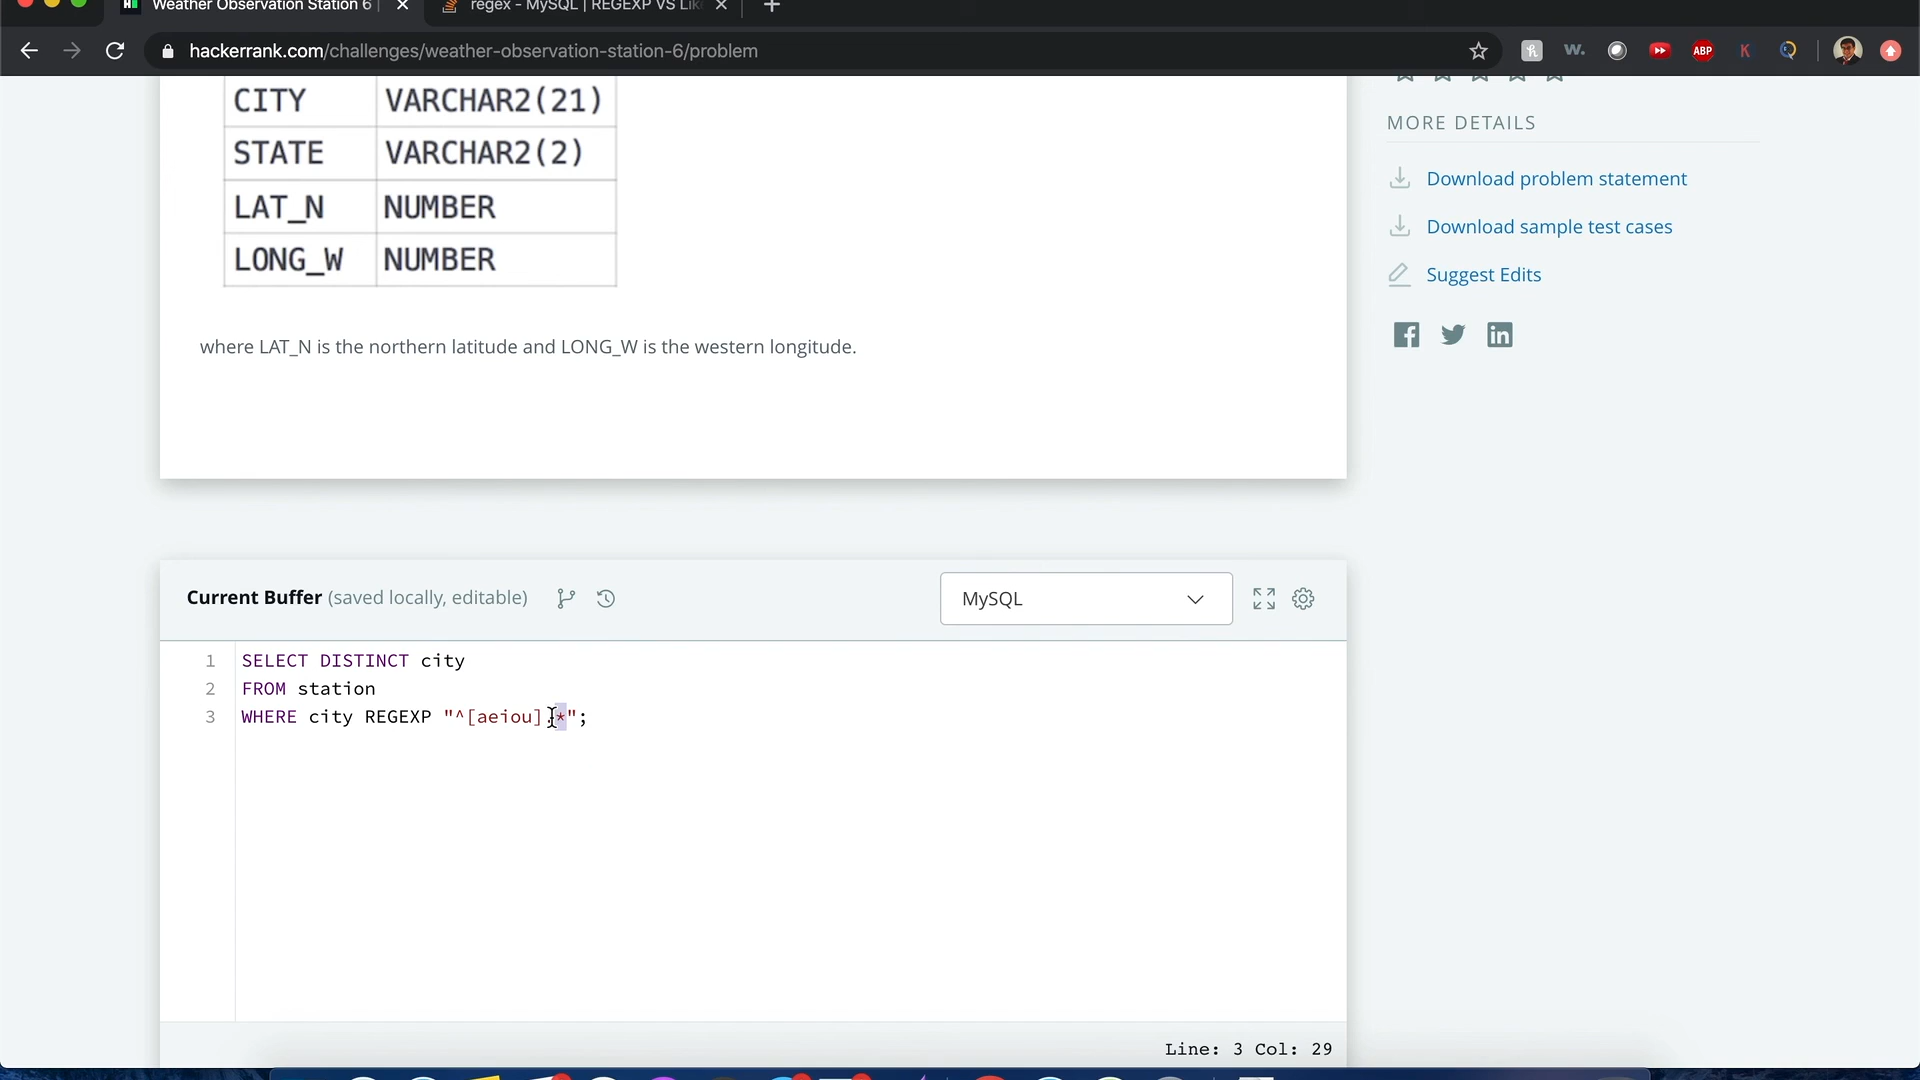 Weather Observation Station 6
regex - MySQL | REGEXP VS Lik
hackerrank.com/challenges/weather-observation-station-6/problem
w.
ABP
K
CITY VARCHAR2(21)
STATE VARCHAR2(2)
LAT_N NUMBER
LONG_W NUMBER
where LAT_N is the northern latitude and LONG_W is the western longitude.
MORE DETAILS
Download problem statement
Download sample test cases
Suggest Edits
Current Buffer (saved locally, editable)
MySQL
1 SELECT DISTINCT city
2 FROM station
3 WHERE city REGEXP "^[aeiou].*";
Line: 3 Col: 29